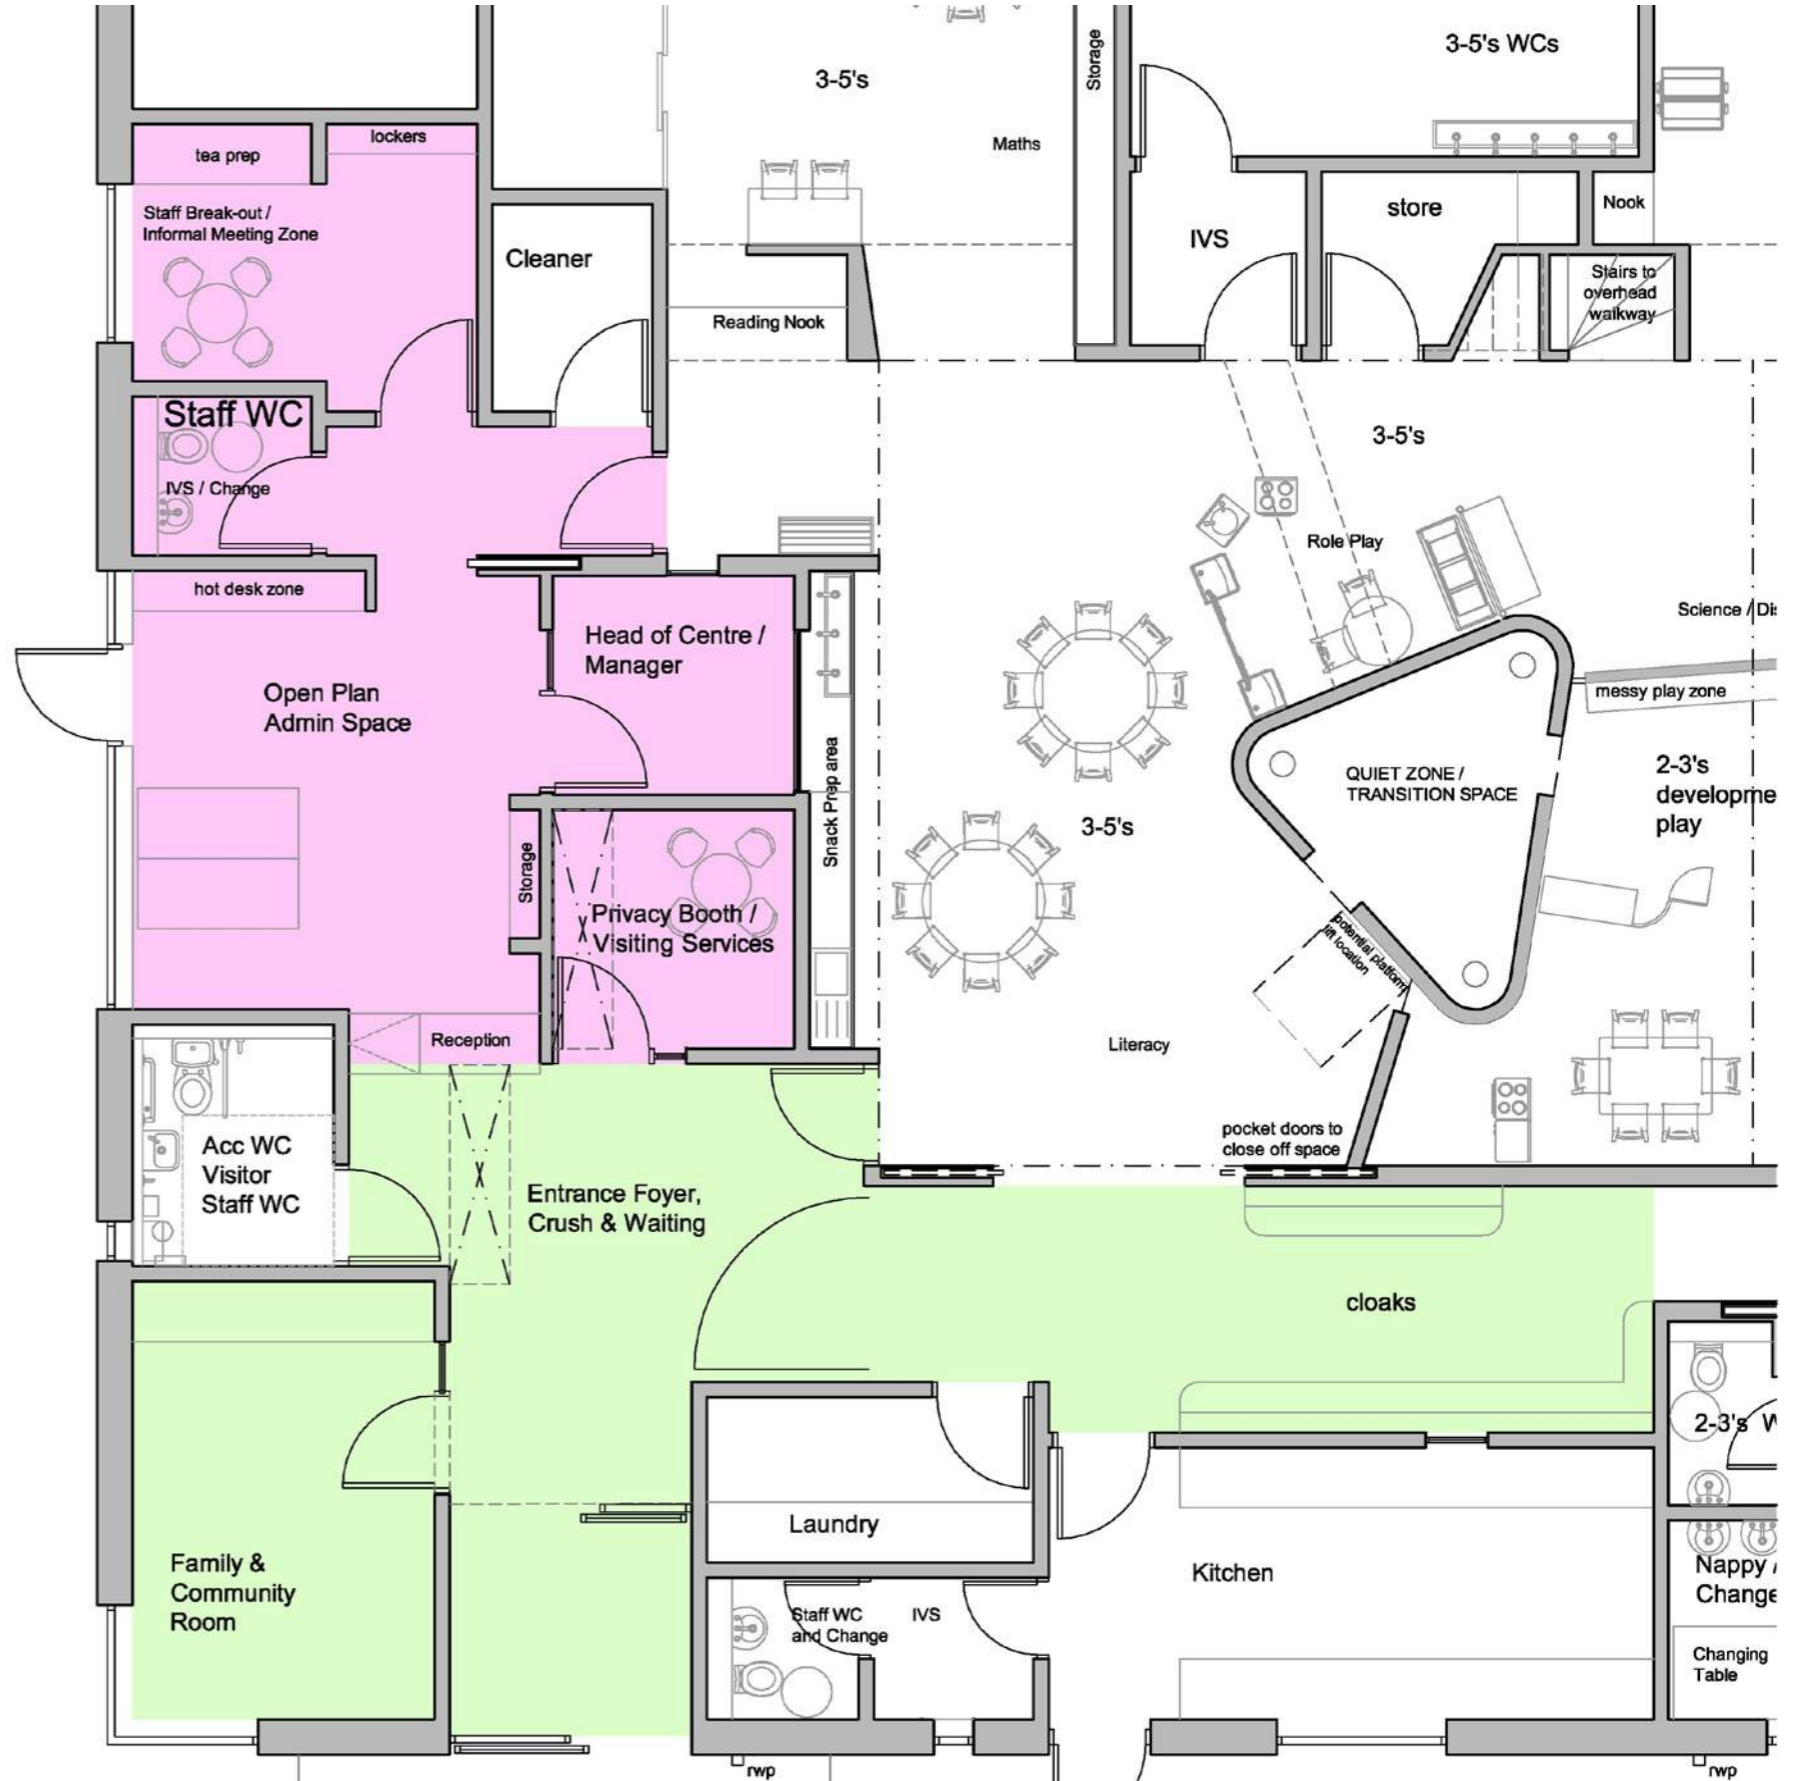 3-5's
Storage
3-5's WCs
Maths
tea prep
lockers
Staff Break-out /
Informal Meeting Zone
Cleaner
Reading Nook
IVS
store
Nook
Stairs to
overhead
walkway
Staff WC
IVS / Change
3-5's
Role Play
hot desk zone
Head of Centre /
Manager
Open Plan
Admin Space
Science / Dis
messy play zone
Snack Prep area
QUIET ZONE /
TRANSITION SPACE
2-3's
developme
play
3-5's
Storage
Privacy Booth /
Visiting Services
potential platform
lift location
Reception
Literacy
pocket doors to
close off space
Acc WC
Visitor
Staff WC
Entrance Foyer,
Crush & Waiting
cloaks
2-3's W
Laundry
Family &
Community
Room
Kitchen
Nappy /
Change
Staff WC
and Change
IVS
Changing
Table
rwp
rwp